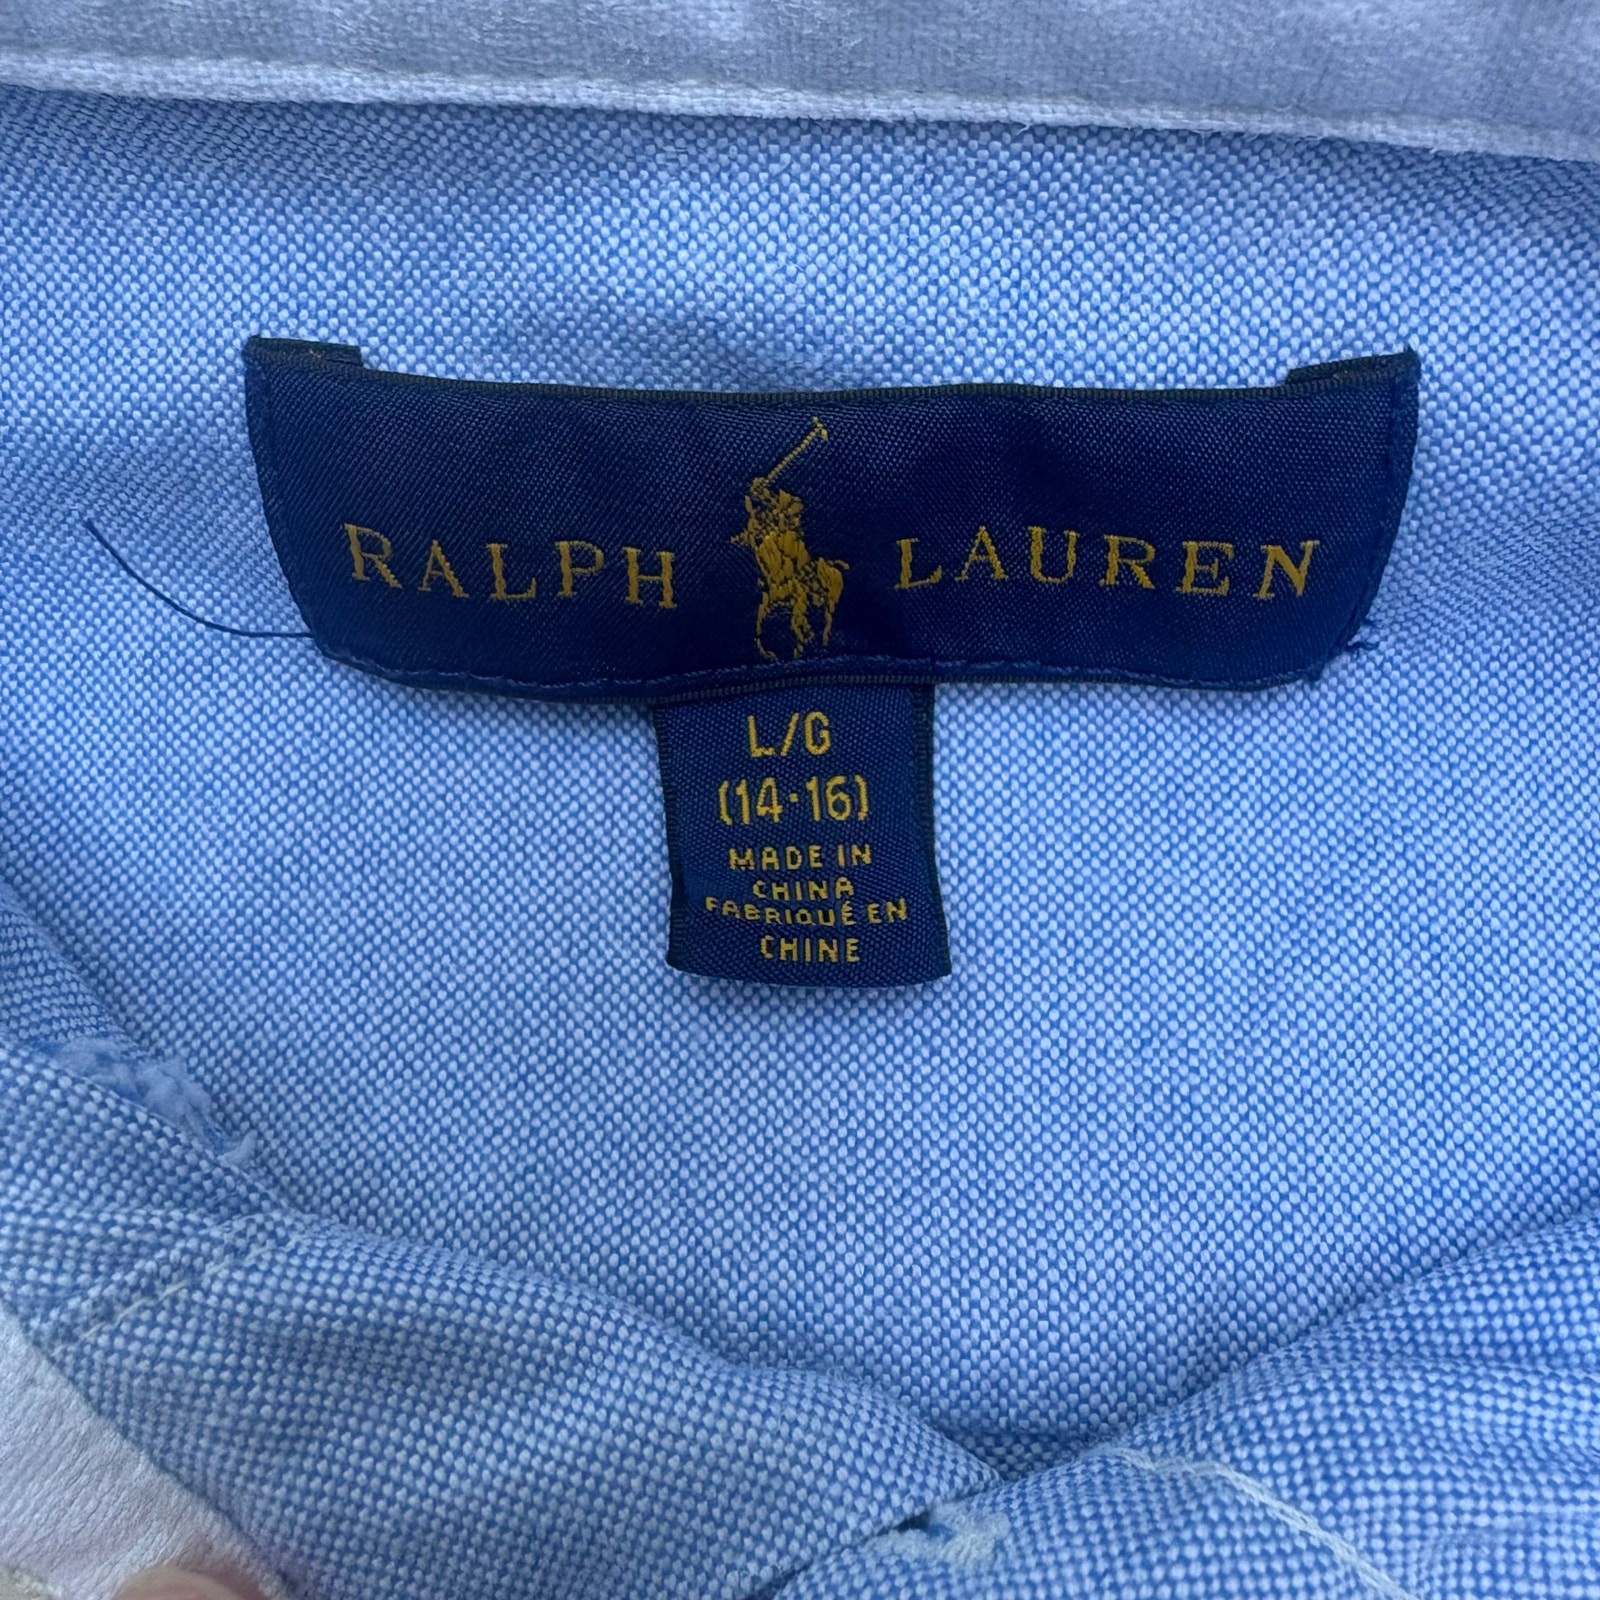 RALPH LAUREN
L/G
(14·16)
MADE IN
CHINA
FABRIQUÉ EN
CHINE